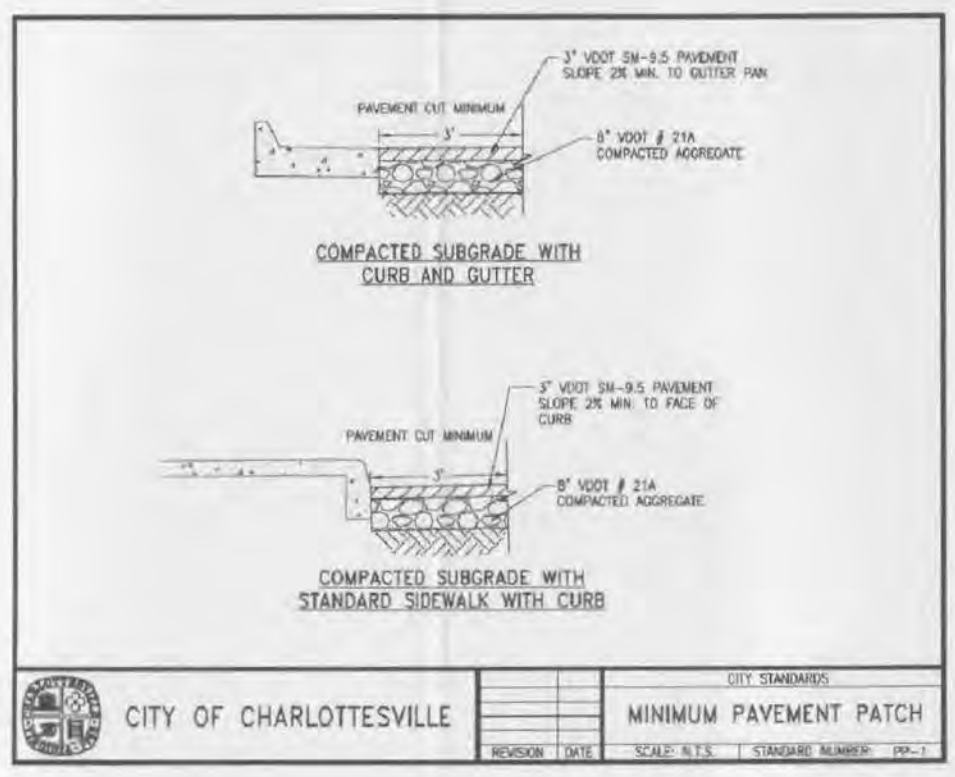 3" VDOT SM-9.5 PAVEMENT
SLOPE 2% MIN. TO GUTTER PAN
PAVEMENT CUT MINIMUM
3'
8" VDOT # 21A
COMPACTED AGGREGATE
COMPACTED SUBGRADE WITH
CURB AND GUTTER
3" VDOT SM-9.5 PAVEMENT
SLOPE 2% MIN. TO FACE OF
CURB
PAVEMENT CUT MINIMUM
3'
8" VDOT # 21A
COMPACTED AGGREGATE
COMPACTED SUBGRADE WITH
STANDARD SIDEWALK WITH CURB
CHARLOTTESVILLE
CITY OF CHARLOTTESVILLE
REVISION DATE
CITY STANDARDS
MINIMUM PAVEMENT PATCH
SCALE: N.T.S. STANDARD NUMBER: PP-1